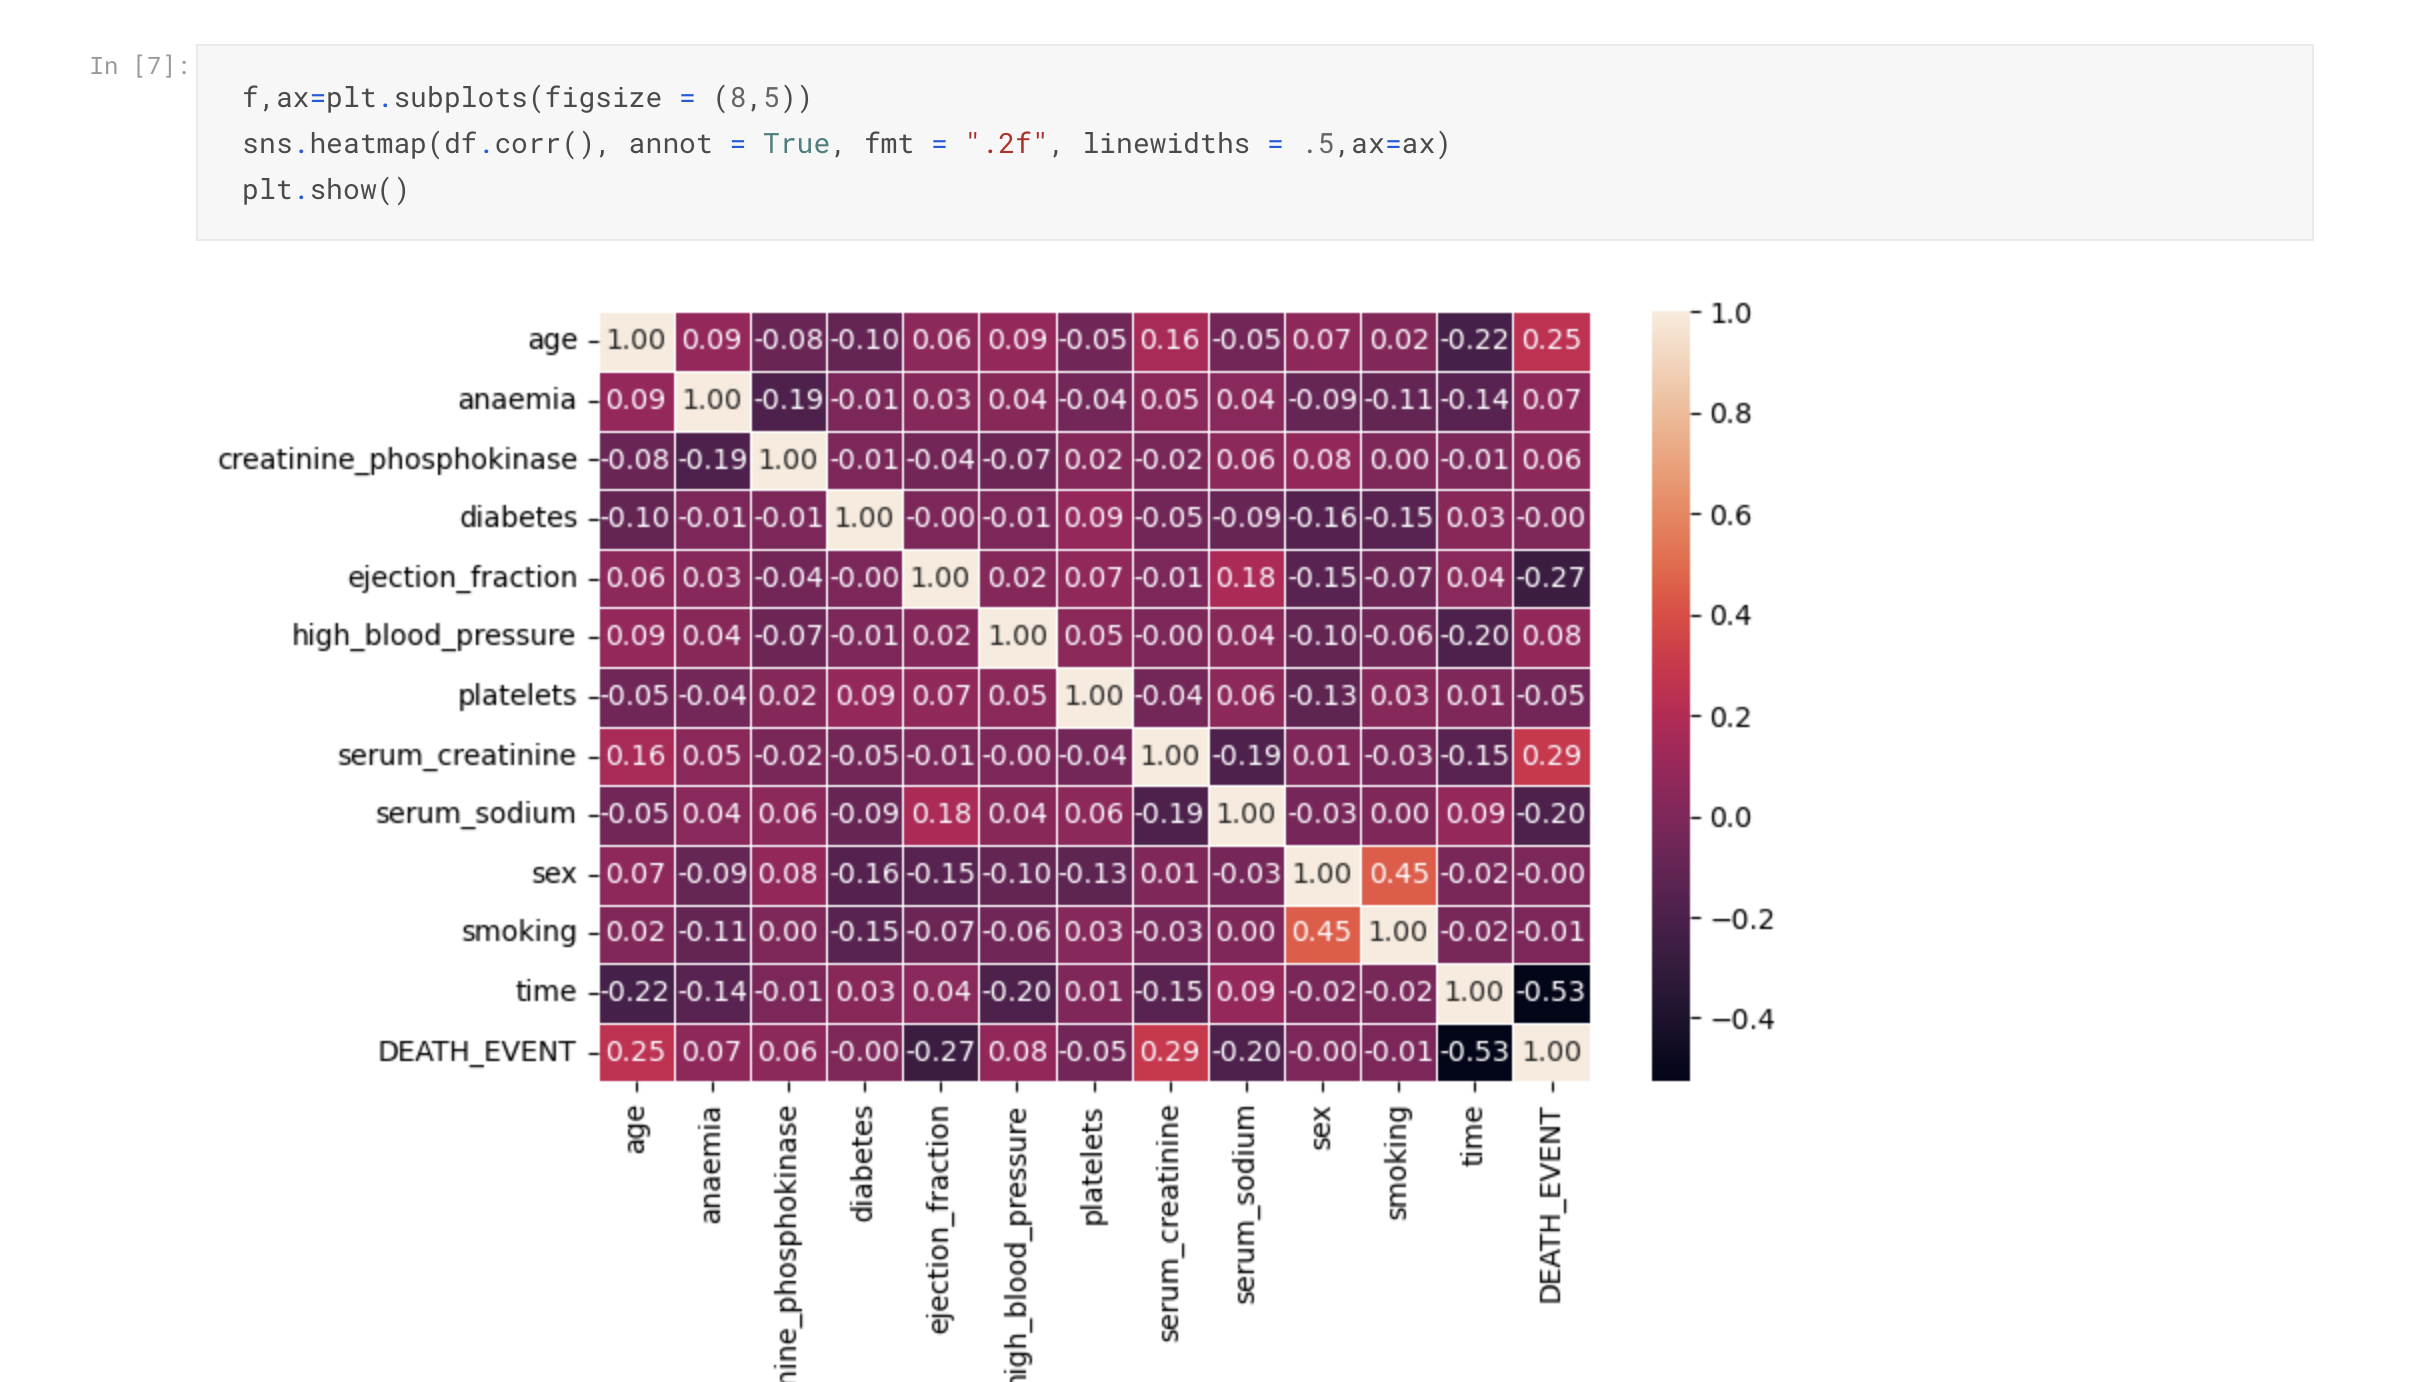 In [7]:
f,ax=plt.subplots(figsize = (8,5))
sns.heatmap(df.corr(), annot = True, fmt = ".2f", linewidths = .5,ax=ax)
plt.show()
age 1.00 0.09 -0.08 -0.10 0.06 0.09 -0.05 0.16 -0.05 0.07 0.02 -0.22 0.25
anaemia 0.09 1.00 -0.19 -0.01 0.03 0.04 -0.04 0.05 0.04 -0.09 -0.11 -0.14 0.07
creatinine_phosphokinase -0.08 -0.19 1.00 -0.01 -0.04 -0.07 0.02 -0.02 0.06 0.08 0.00 -0.01 0.06
diabetes -0.10 -0.01 -0.01 1.00 -0.00 -0.01 0.09 -0.05 -0.09 -0.16 -0.15 0.03 -0.00
ejection_fraction 0.06 0.03 -0.04 -0.00 1.00 0.02 0.07 -0.01 0.18 -0.15 -0.07 0.04 -0.27
high_blood_pressure 0.09 0.04 -0.07 -0.01 0.02 1.00 0.05 -0.00 0.04 -0.10 -0.06 -0.20 0.08
platelets -0.05 -0.04 0.02 0.09 0.07 0.05 1.00 -0.04 0.06 -0.13 0.03 0.01 -0.05
serum_creatinine 0.16 0.05 -0.02 -0.05 -0.01 -0.00 -0.04 1.00 -0.19 0.01 -0.03 -0.15 0.29
serum_sodium -0.05 0.04 0.06 -0.09 0.18 0.04 0.06 -0.19 1.00 -0.03 0.00 0.09 -0.20
sex 0.07 -0.09 0.08 -0.16 -0.15 -0.10 -0.13 0.01 -0.03 1.00 0.45 -0.02 -0.00
smoking 0.02 -0.11 0.00 -0.15 -0.07 -0.06 0.03 -0.03 0.00 0.45 1.00 -0.02 -0.01
time -0.22 -0.14 -0.01 0.03 0.04 -0.20 0.01 -0.15 0.09 -0.02 -0.02 1.00 -0.53
DEATH_EVENT 0.25 0.07 0.06 -0.00 -0.27 0.08 -0.05 0.29 -0.20 -0.00 -0.01 -0.53 1.00
age
anaemia
nine_phosphokinase
diabetes
ejection_fraction
high_blood_pressure
platelets
serum_creatinine
serum_sodium
sex
smoking
time
DEATH_EVENT
1.0
0.8
0.6
0.4
0.2
0.0
−0.2
−0.4